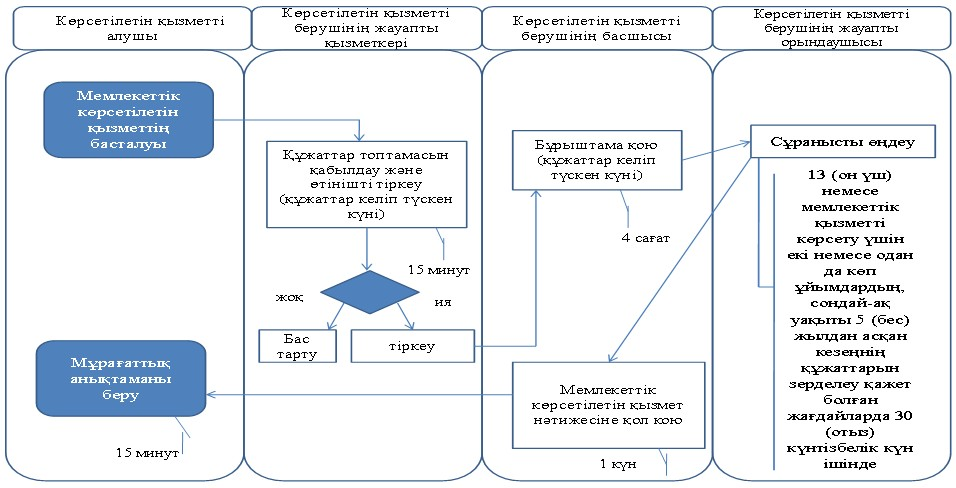 Көрсетілетін қызметті
алушы
Көрсетілетін қызметті
берушінің жауапты
қызметкері
Көрсетілетін қызметті
берушінің басшысы
Көрсетілетін қызметті
берушінің жауапты
орындаушысы
Мемлекеттік
көрсетілетін
қызметтің
басталуы
Құжаттар топтамасын
қабылдау және
өтінішті тіркеу
(құжаттар келіп түскен
күні)
15 минут
жоқ
ия
Бас
тарту
тіркеу
Бұрыштама қою
(құжаттар келіп
түскен күні)
4 сағат
Сұранысты өңдеу
13 (он үш)
немесе
мемлекеттік
қызметті
көрсету үшін
екі немесе одан
да көп
ұйымдардың,
сондай-ақ
уақыты 5 (бес)
жылдан асқан
кезеңнің
құжаттарын
зерделеу қажет
болған
жағдайларда 30
(отыз)
күнтізбелік күн
ішінде
Мемлекеттік
көрсетілетін қызмет
нәтижесіне қол кою
1 күн
Мұрағаттық
анықтаманы
беру
15 минут